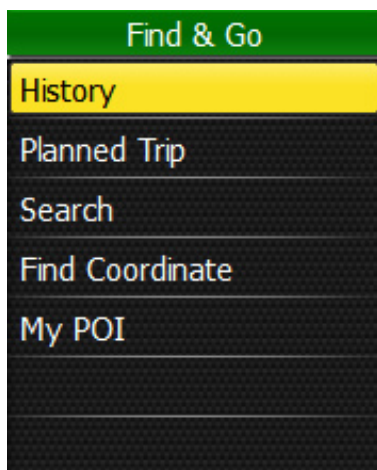 Find & Go
History
Planned Trip
Search
Find Coordinate
My POI